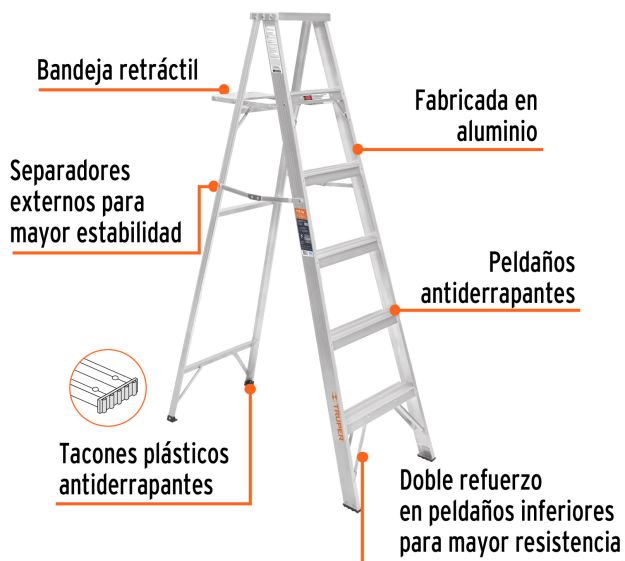 Bandeja retráctil
Fabricada en
aluminio
Separadores
externos para
mayor estabilidad
Peldaños
antiderrapantes
TRUPER
Tacones plásticos
antiderrapantes
Doble refuerzo
en peldaños inferiores
para mayor resistencia